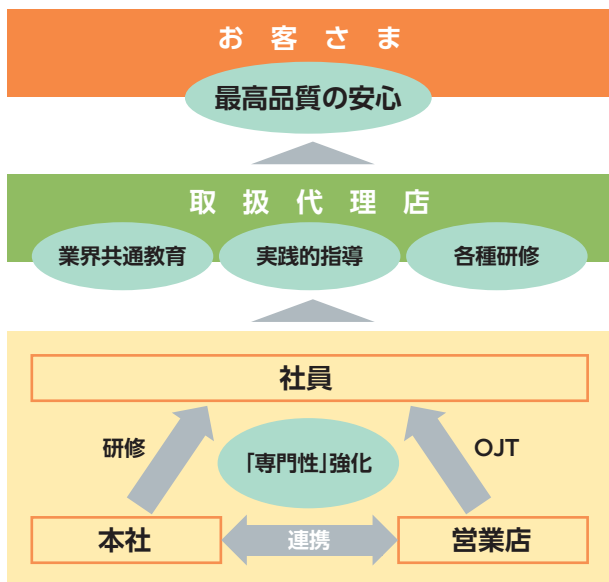 お客さま
最高品質の安心
取扱代理店
業界共通教育
実践的指導
各種研修
社員
研修
「専門性」強化
OJT
本社
連携
営業店